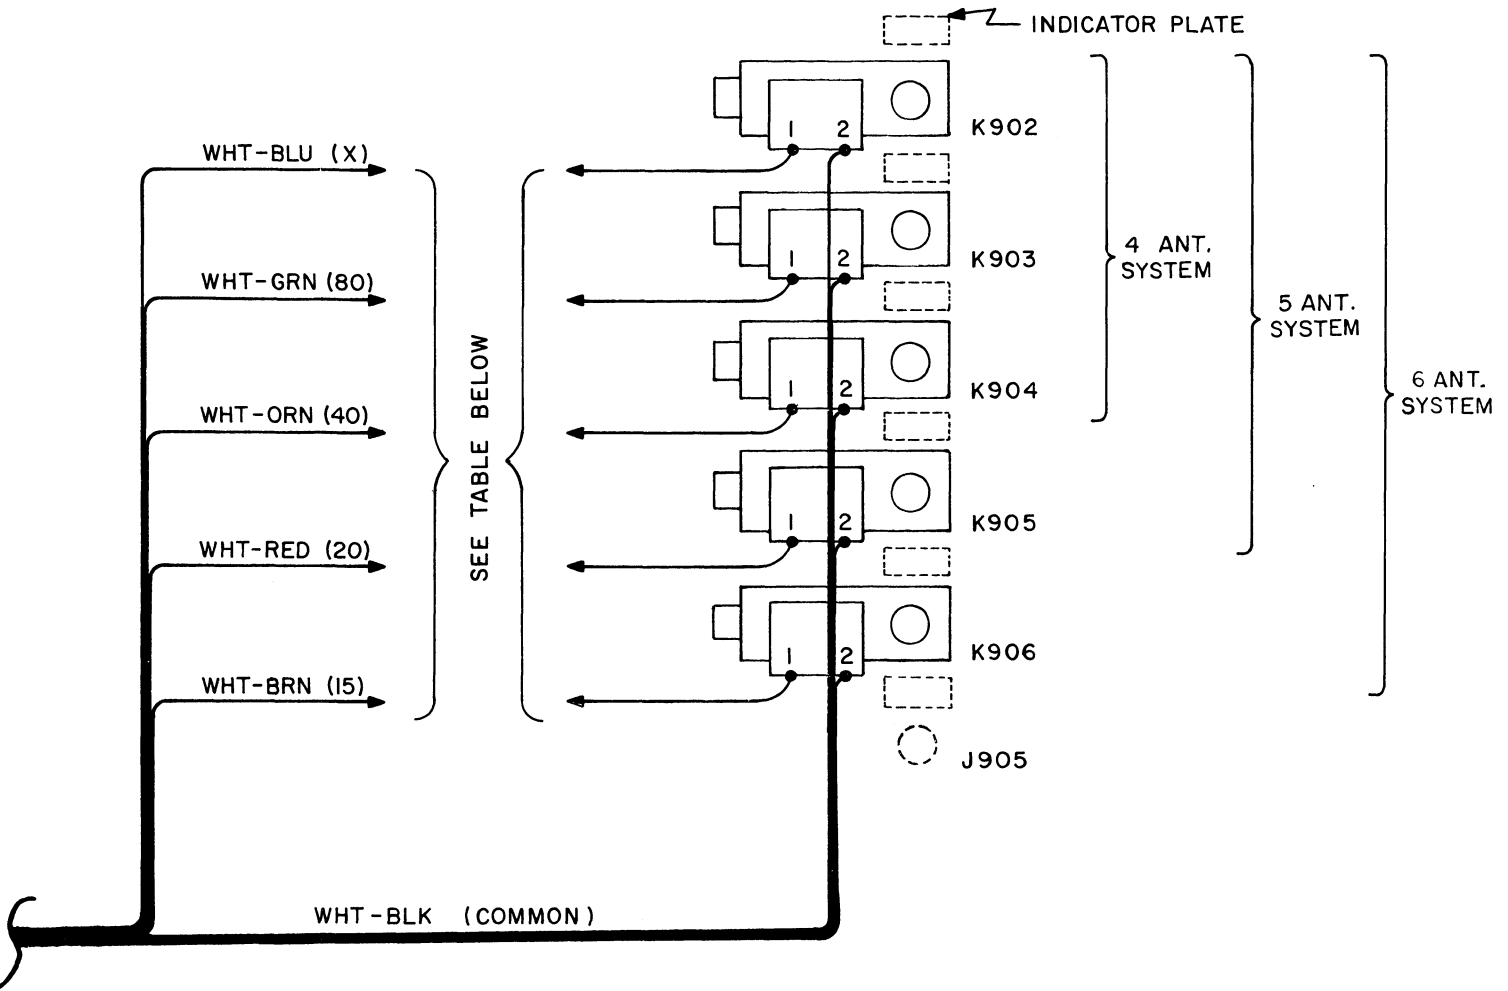 INDICATOR PLATE
1 2
K902
WHT-BLU (X)
4 ANT.
SYSTEM
1 2
K903
WHT-GRN (80)
5 ANT.
SYSTEM
1 2
K904
6 ANT.
SYSTEM
WHT-ORN (40)
SEE TABLE BELOW
1 2
K905
WHT-RED (20)
1 2
K906
WHT-BRN (15)
J905
WHT-BLK (COMMON)